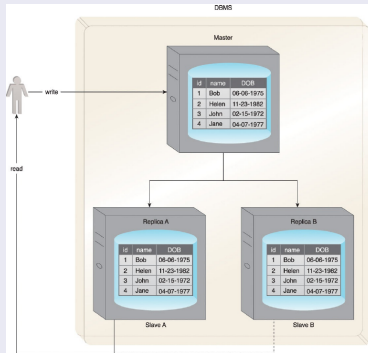 DBMS
Master
id name DOB
1 Bob 06-06-1975
2 Helen 11-23-1982
3 John 02-15-1972
4 Jane 04-07-1977
write
read
Replica A
id name DOB
1 Bob 06-06-1975
2 Helen 11-23-1982
3 John 02-15-1972
4 Jane 04-07-1977
Slave A
Replica B
id name DOB
1 Bob 06-06-1975
2 Helen 11-23-1982
3 John 02-15-1972
4 Jane 04-07-1977
Slave B